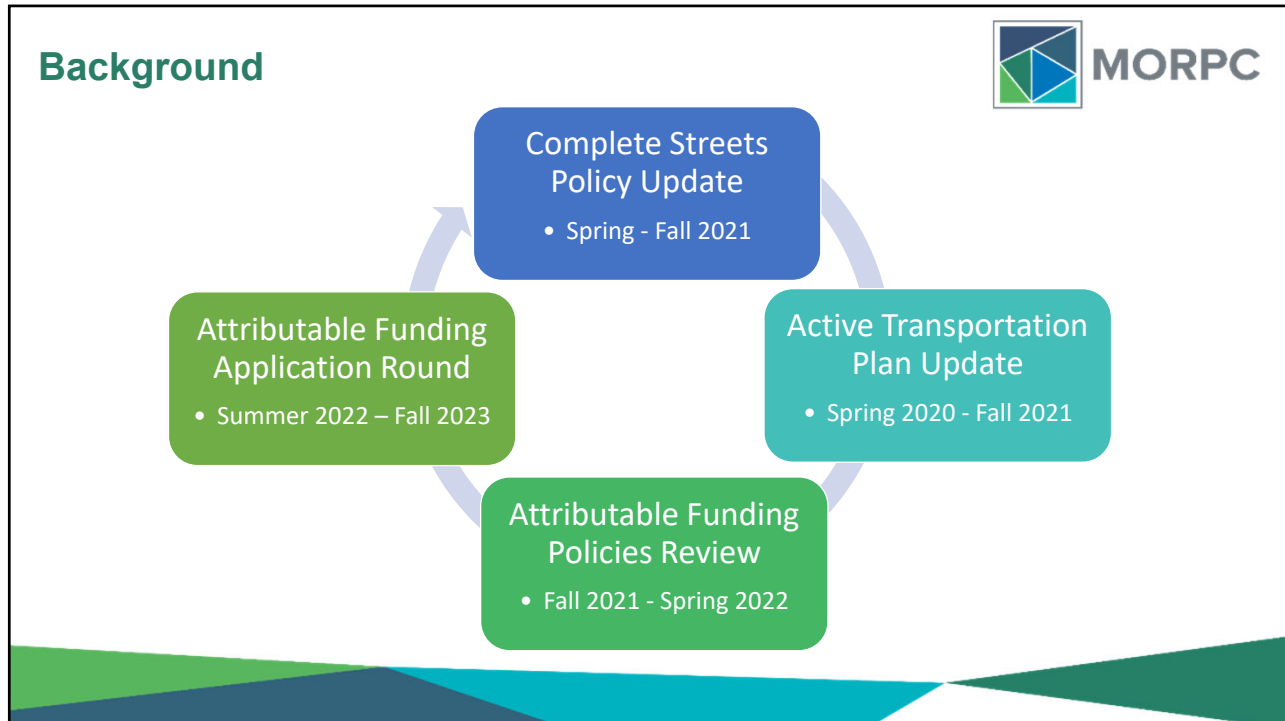 Background
MORPC
Complete Streets
Policy Update
• Spring - Fall 2021
Active Transportation
Plan Update
• Spring 2020 - Fall 2021
Attributable Funding
Policies Review
• Fall 2021 - Spring 2022
Attributable Funding
Application Round
• Summer 2022 – Fall 2023